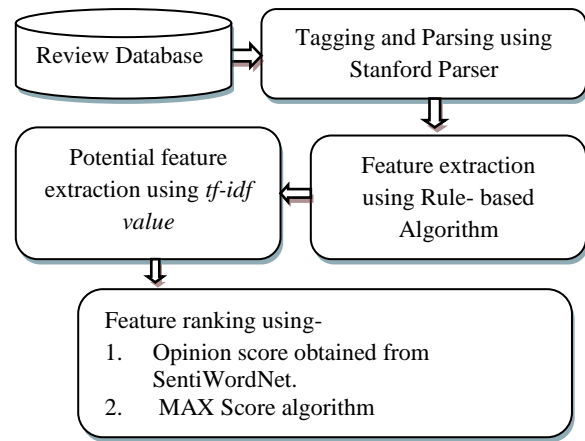 Review Database
Tagging and Parsing using
Stanford Parser
Feature extraction
using Rule- based
Algorithm
Potential feature
extraction using tf-idf
value
Feature ranking using-
1. Opinion score obtained from
SentiWordNet.
2. MAX Score algorithm